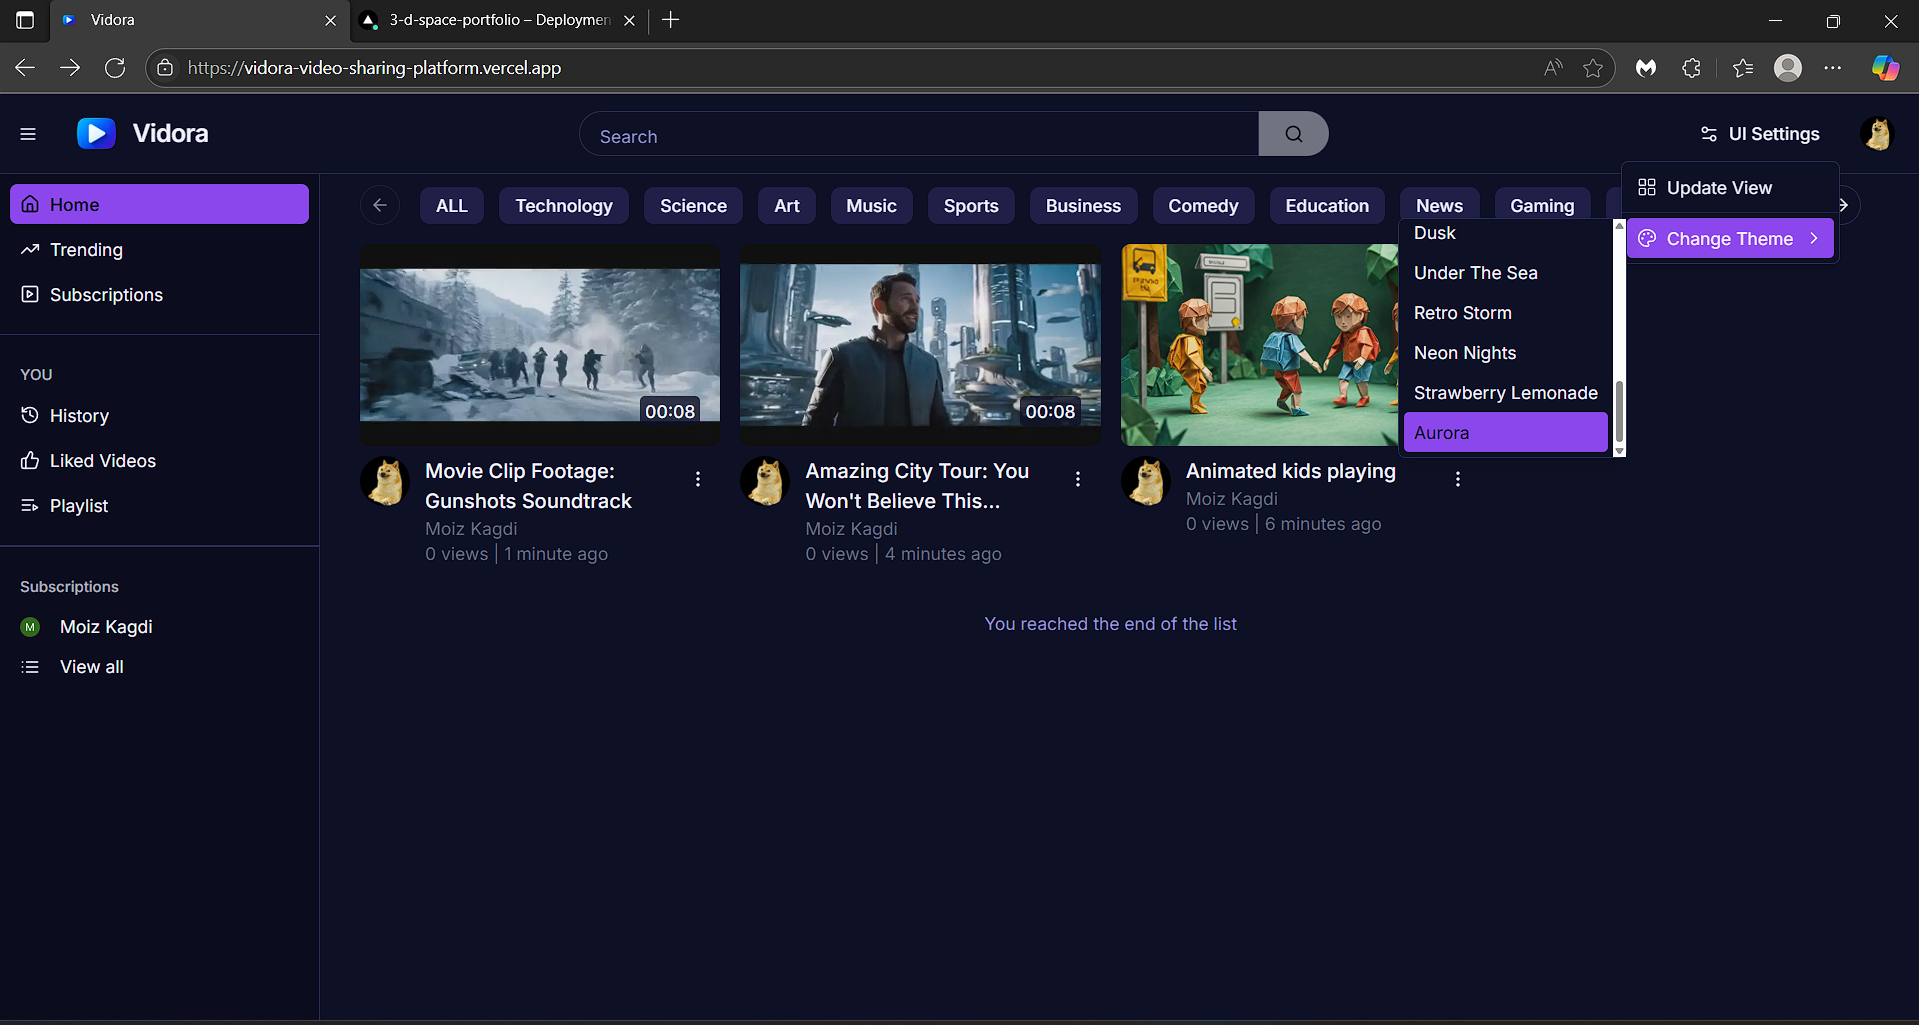 Vidora
3-d-space-portfolio – Deploymen
https://vidora-video-sharing-platform.vercel.app
Vidora
Search
UI Settings
Update View
Change Theme
Home
Trending
Subscriptions
YOU
History
Liked Videos
Playlist
Subscriptions
M
Moiz Kagdi
View all
ALL
Technology
Science
Art
Music
Sports
Business
Comedy
Education
News
Gaming
Dusk
Under The Sea
Retro Storm
Neon Nights
Strawberry Lemonade
Aurora
00:08
Movie Clip Footage:
Gunshots Soundtrack
Moiz Kagdi
0 views | 1 minute ago
00:08
Amazing City Tour: You
Won't Believe This...
Moiz Kagdi
0 views | 4 minutes ago
Animated kids playing
Moiz Kagdi
0 views | 6 minutes ago
You reached the end of the list